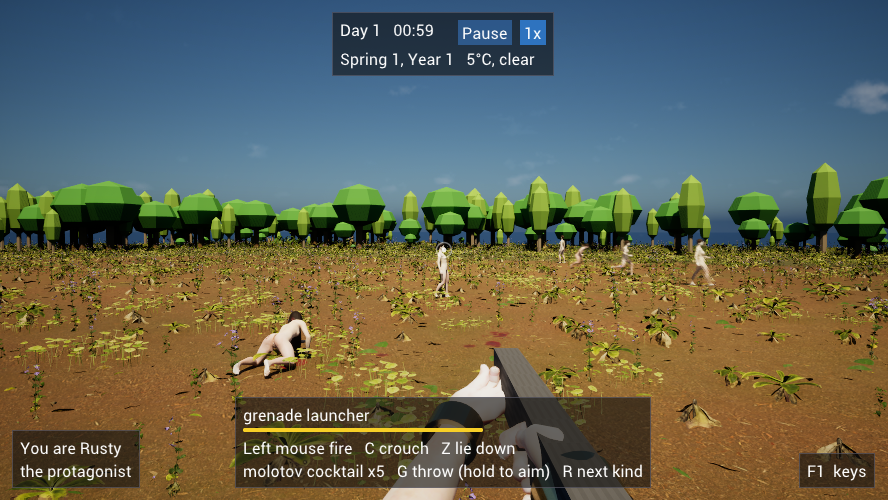 Day 1 00:59 Pause 1x
Spring 1, Year 1 5°C, clear
grenade launcher
Left mouse fire C crouch Z lie down
molotov cocktail x5 G throw (hold to aim) R next kind
You are Rusty
the protagonist
F1 keys